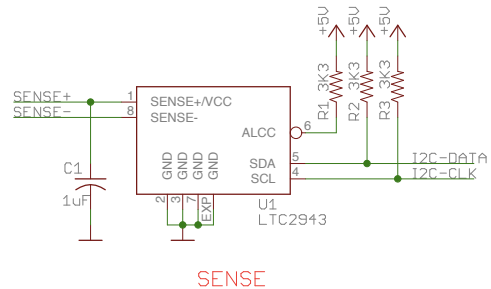 +5V +5V +5V
R1 3K3 R2 3K3 R3 3K3
SENSE+ 1 SENSE+/VCC
SENSE- 8 SENSE-
ALCC 6
SDA 5 I2C-DATA
SCL 4 I2C-CLK
C1
1uF
GND GND GND GND
2 3 7 EXP
U1
LTC2943
SENSE